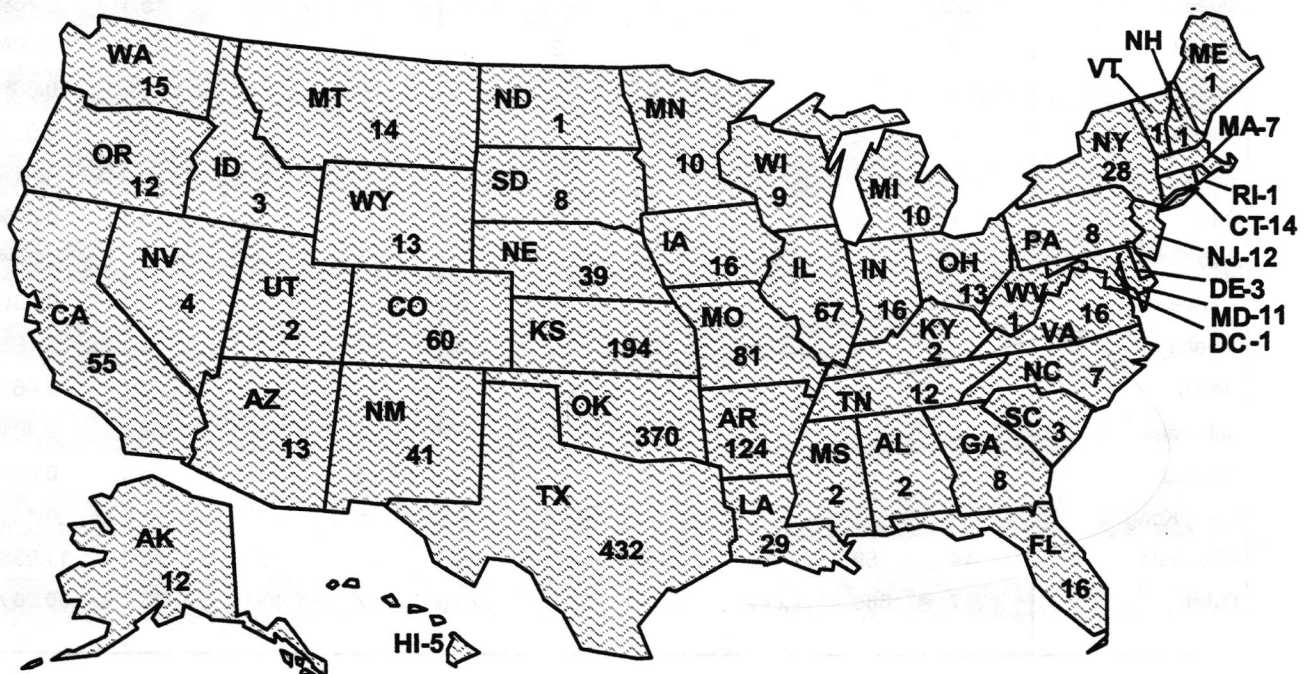 WA
15
MT
14
ND
1
MN
10
NH
VT
ME
1
OR
12
ID
3
WY
13
SD
8
WI
9
MI
10
NY
28
1
1
MA-7
RI-1
CT-14
NJ-12
DE-3
MD-11
DC-1
CA
55
NV
4
UT
2
CO
60
NE
39
KS
194
IA
16
MO
81
IL
67
IN
16
OH
13
PA
8
WV
1
VA
16
KY
2
AZ
13
NM
41
OK
370
AR
124
TN
12
NC
7
SC
3
MS
2
AL
2
GA
8
TX
432
LA
29
FL
16
AK
12
HI-5